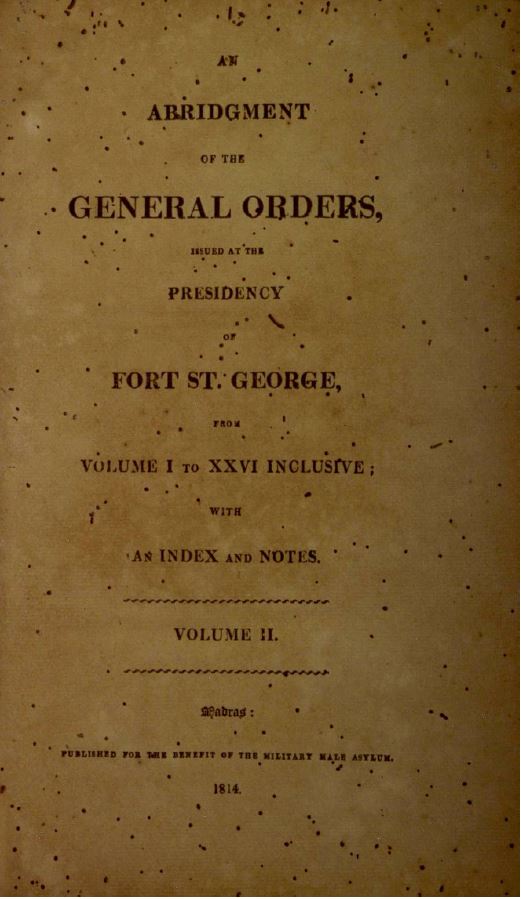 AN
ABRIDGMENT
OF THE
GENERAL ORDERS,
ISSUED AT THE
PRESIDENCY
OF
FORT ST. GEORGE,
FROM
VOLUME I TO XXVI INCLUSIVE;
WITH
AN INDEX AND NOTES.
VOLUME II.
Madras:
PUBLISHED FOR THE BENEFIT OF THE MILITARY MALE ASYLUM.
1814.